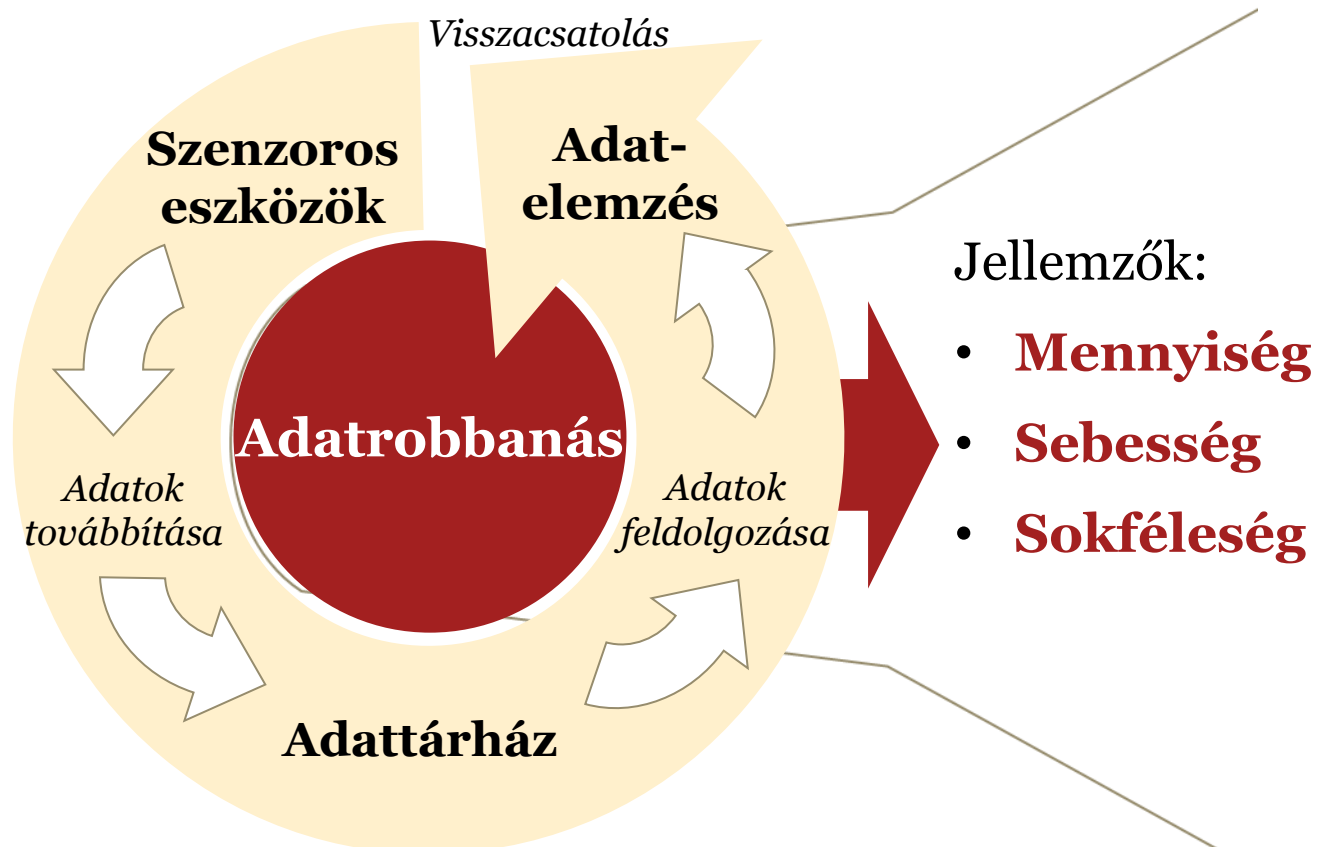 Visszacsatolás
Szenzoros
eszközök
Adat-
elemzés
Adatrobbanás
Adatok
továbbítása
Adatok
feldolgozása
Adattárház
Jellemzők:
• Mennyiség
• Sebesség
• Sokféleség